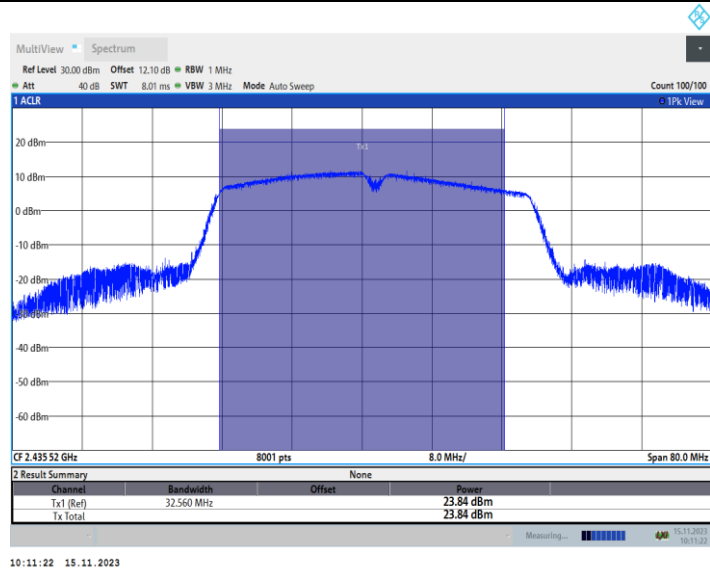 MultiView Spectrum
Ref Level 30.00 dBm Offset 12.10 dB RBW 1 MHz
Att 40 dB SWT 8.01 ms VBW 3 MHz Mode Auto Sweep Count 100/100
1 ACLR 1Pk View
Tx1
20 dBm
10 dBm
0 dBm
-10 dBm
-20 dBm
-40 dBm
-50 dBm
-60 dBm
CF 2.435 52 GHz 8001 pts 8.0 MHz/ Span 80.0 MHz
2 Result Summary None
Channel Bandwidth Offset Power
Tx1 (Ref) 32.560 MHz 23.84 dBm
Tx Total 23.84 dBm
Measuring... 15.11.2023
10:11:22
10:11:22 15.11.2023